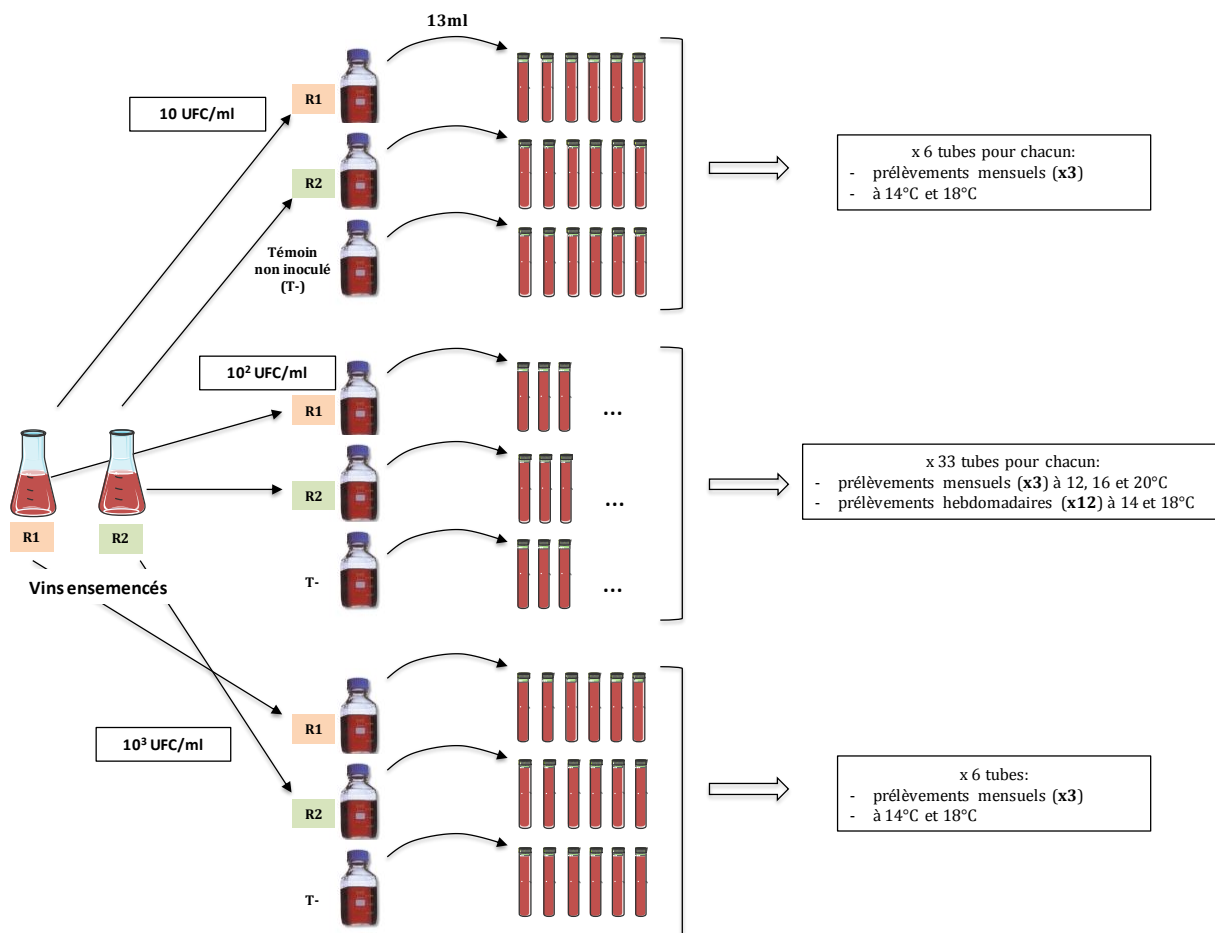 13ml
R1
10 UFC/ml
R2
Témoin
non inoculé
(T-)
x 6 tubes pour chacun:
- prélèvements mensuels (x3)
- à 14°C et 18°C
10² UFC/ml
R1
...
R2
...
T-
...
x 33 tubes pour chacun:
- prélèvements mensuels (x3) à 12, 16 et 20°C
- prélèvements hebdomadaires (x12) à 14 et 18°C
R1
R2
Vins ensemencés
R1
10³ UFC/ml
R2
T-
x 6 tubes:
- prélèvements mensuels (x3)
- à 14°C et 18°C